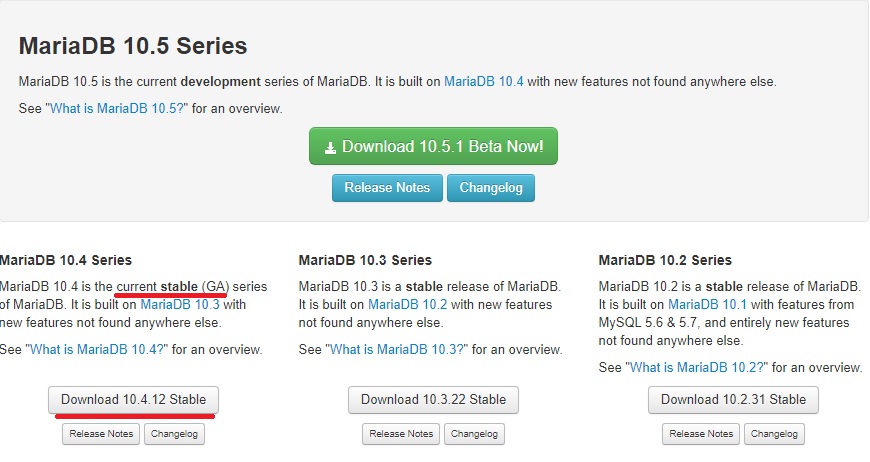 MariaDB 10.5 Series
MariaDB 10.5 is the current development series of MariaDB. It is built on MariaDB 10.4 with new features not found anywhere else.
See "What is MariaDB 10.5?" for an overview.
Download 10.5.1 Beta Now!
Release Notes Changelog
MariaDB 10.4 Series
MariaDB 10.4 is the current stable (GA) series
of MariaDB. It is built on MariaDB 10.3 with
new features not found anywhere else.
See "What is MariaDB 10.4?" for an overview.
Download 10.4.12 Stable
Release Notes Changelog
MariaDB 10.3 Series
MariaDB 10.3 is a stable release of MariaDB.
It is built on MariaDB 10.2 with new features
not found anywhere else.
See "What is MariaDB 10.3?" for an overview.
Download 10.3.22 Stable
Release Notes Changelog
MariaDB 10.2 Series
MariaDB 10.2 is a stable release of MariaDB.
It is built on MariaDB 10.1 with features from
MySQL 5.6 & 5.7, and entirely new features
not found anywhere else.
See "What is MariaDB 10.2?" for an overview.
Download 10.2.31 Stable
Release Notes Changelog